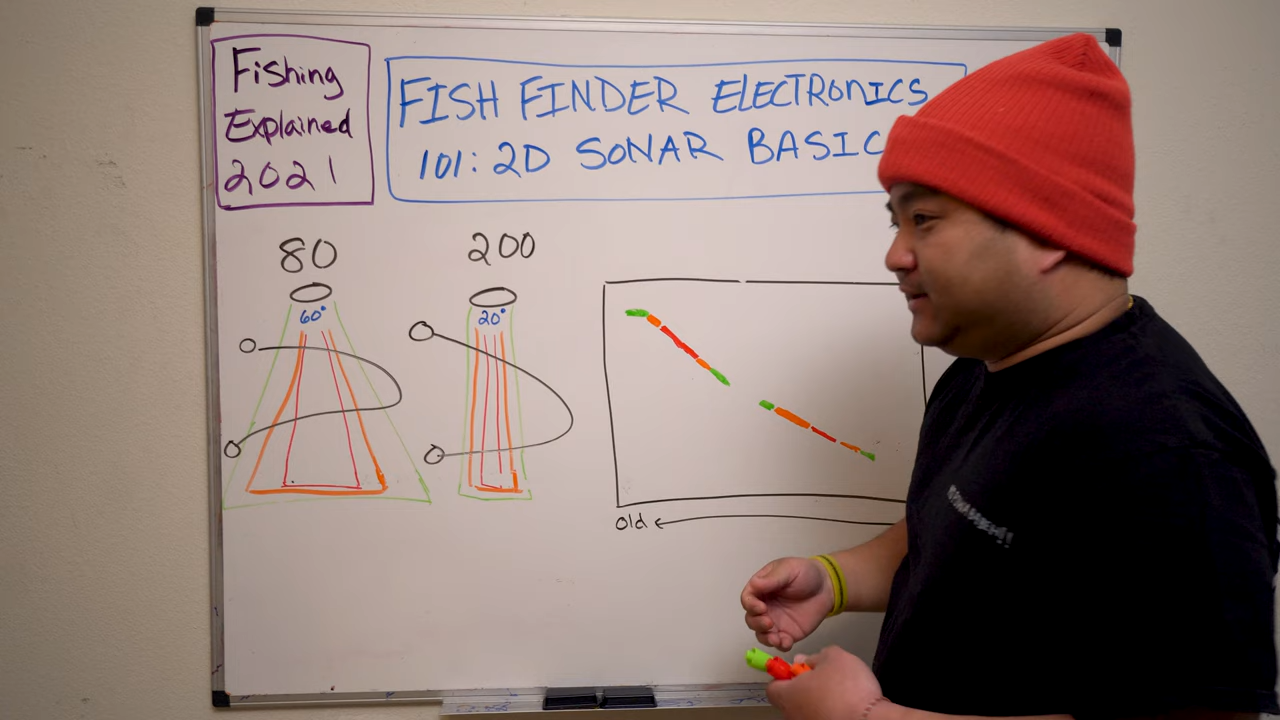 Fishing
Explained
2021
FISH FINDER ELECTRONICS
101: 2D SONAR BASIC
80
200
60°
20°
Old